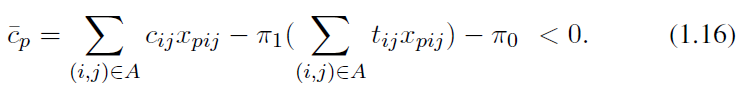 c̄_p = ∑_{(i,j)∈A} c_{ij}x_{pij} − π_1( ∑_{(i,j)∈A} t_{ij}x_{pij}) − π_0 < 0. (1.16)